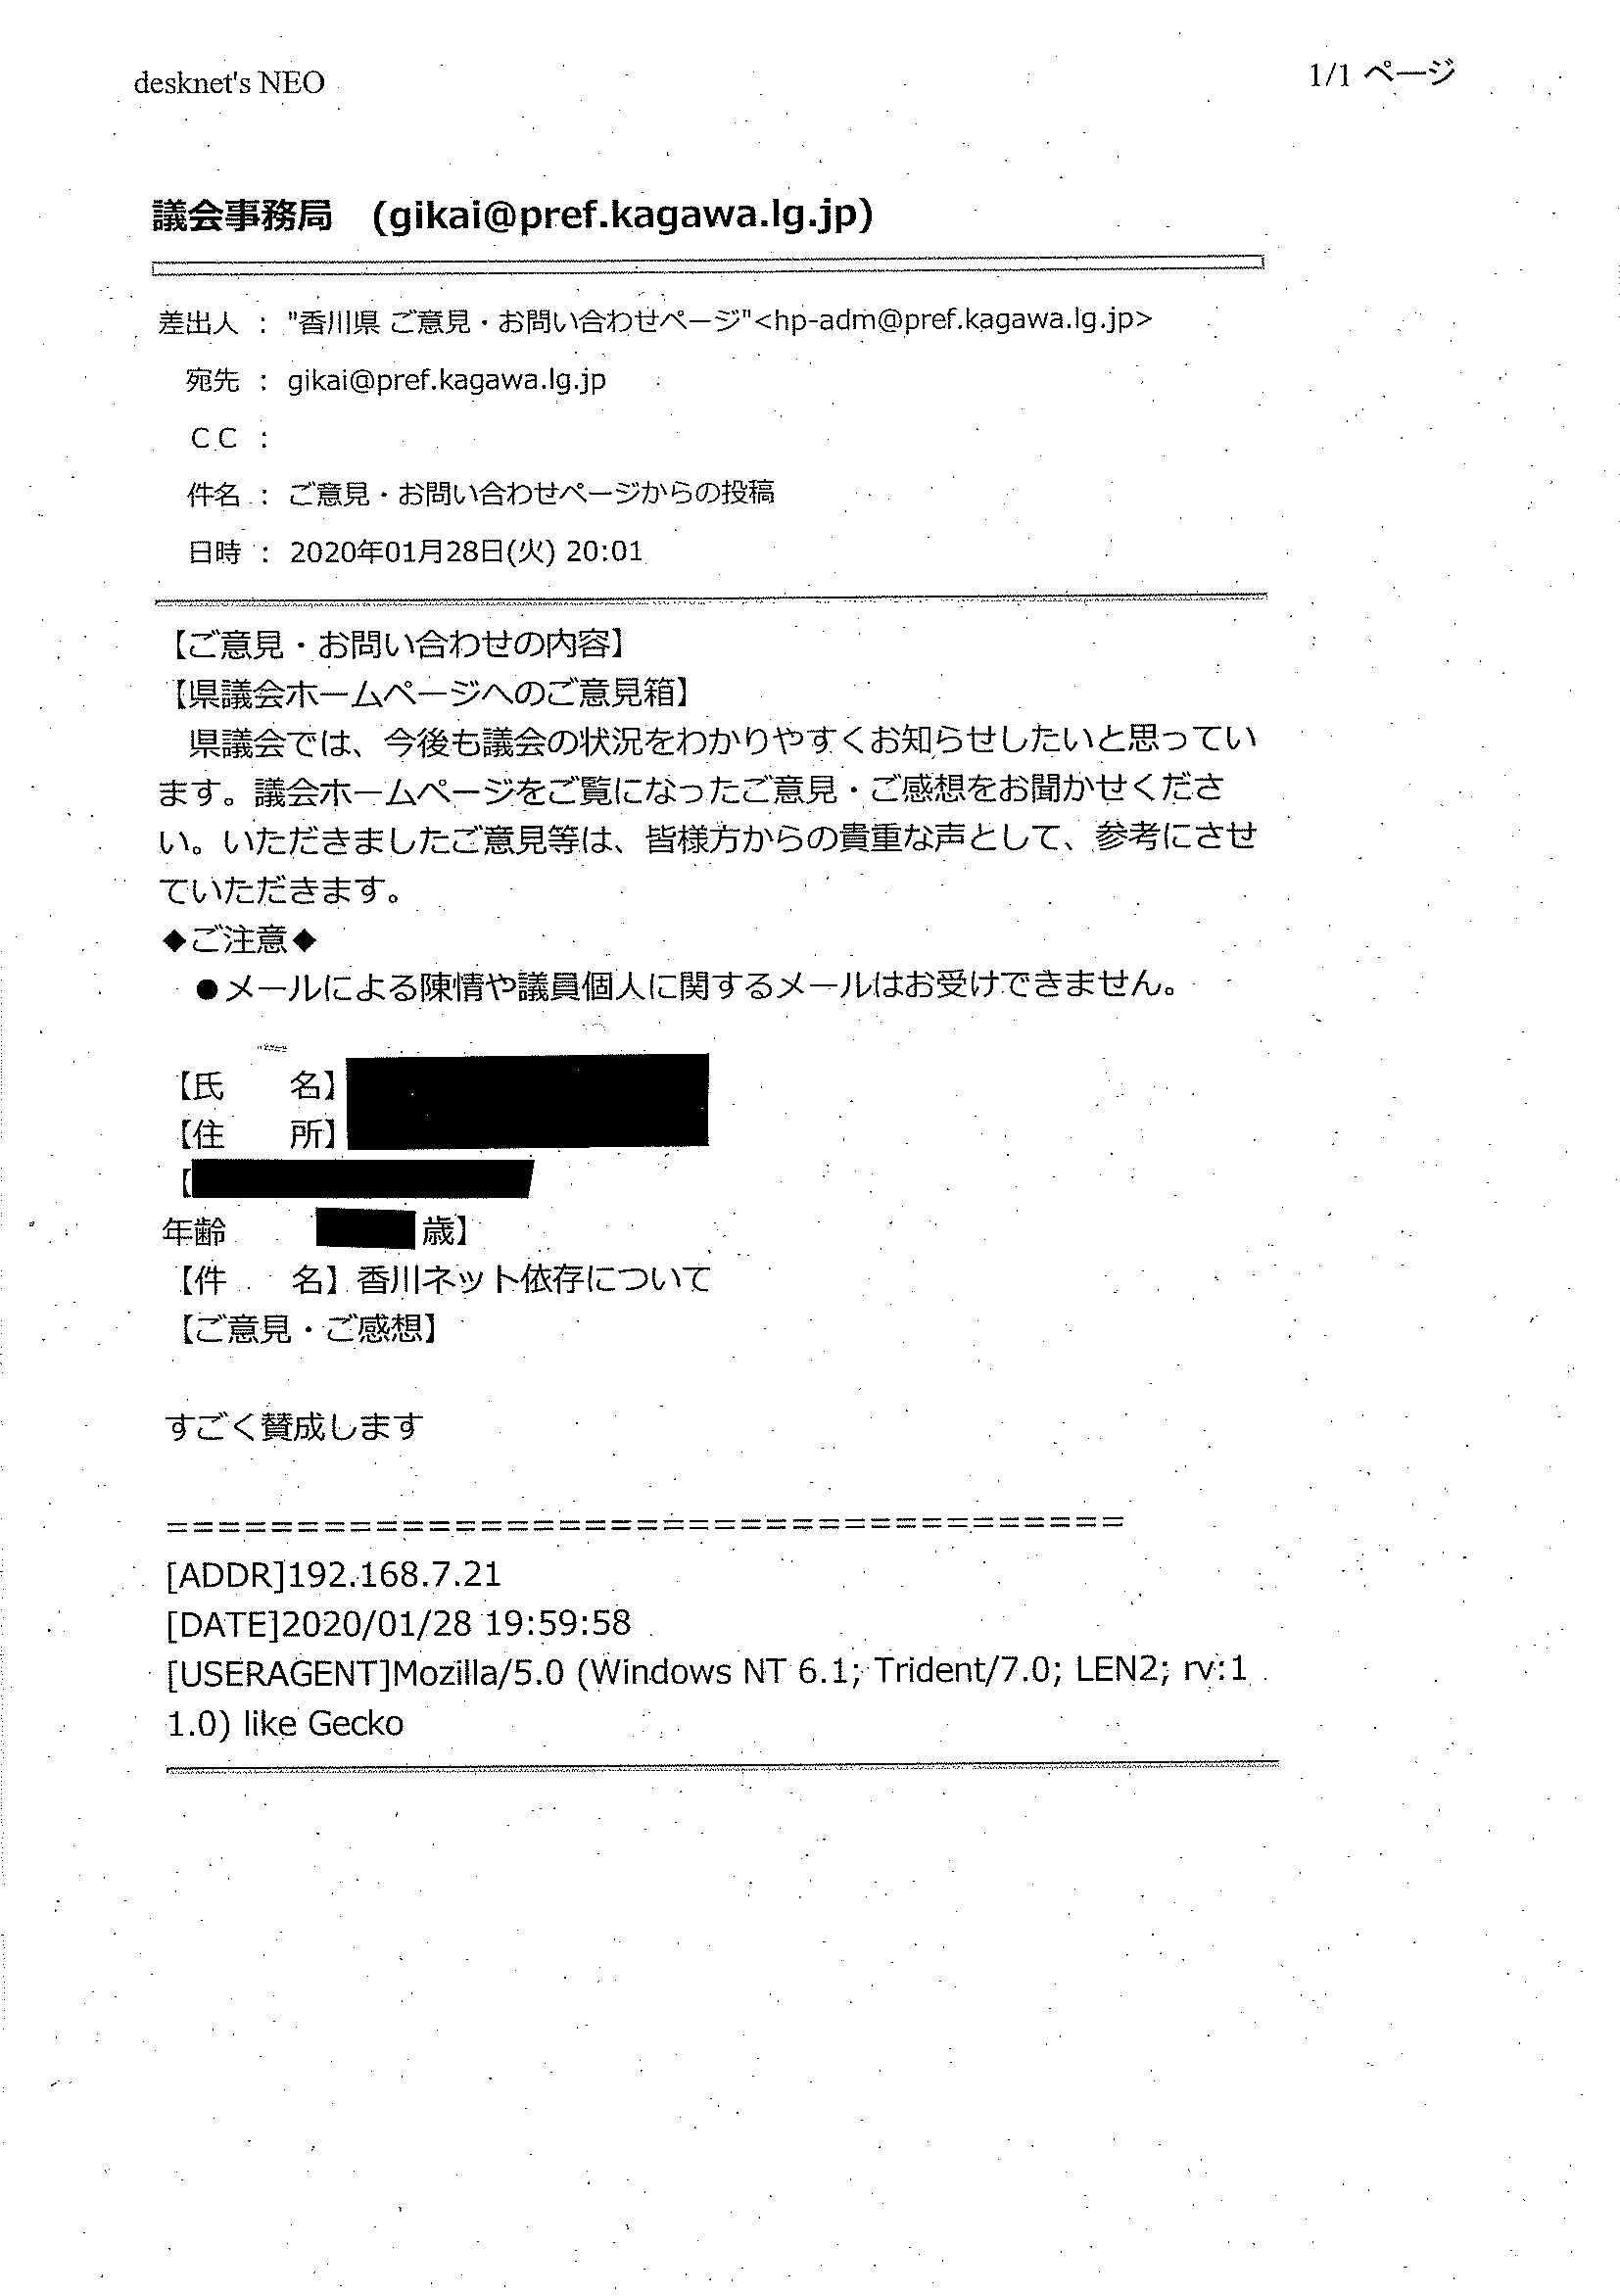 desknet's NEO
1/1 ページ
議会事務局　(gikai@pref.kagawa.lg.jp)
差出人 : "香川県 ご意見・お問い合わせページ"<hp-adm@pref.kagawa.lg.jp>
宛先 : gikai@pref.kagawa.lg.jp
ＣＣ :
件名 : ご意見・お問い合わせページからの投稿
日時 : 2020年01月28日(火) 20:01
【ご意見・お問い合わせの内容】
【県議会ホームページへのご意見箱】
　県議会では、今後も議会の状況をわかりやすくお知らせしたいと思ってい
ます。議会ホームページをご覧になったご意見・ご感想をお聞かせくださ
い。いただきましたご意見等は、皆様方からの貴重な声として、参考にさせ
ていただきます。
◆ご注意◆
　●メールによる陳情や議員個人に関するメールはお受けできません。
【氏　　名】
【住　　所】
【
年齢　　　歳】
【件　　名】香川ネット依存について
【ご意見・ご感想】
すごく賛成します
=====================================
[ADDR]192.168.7.21
[DATE]2020/01/28 19:59:58
[USERAGENT]Mozilla/5.0 (Windows NT 6.1; Trident/7.0; LEN2; rv:1
1.0) like Gecko